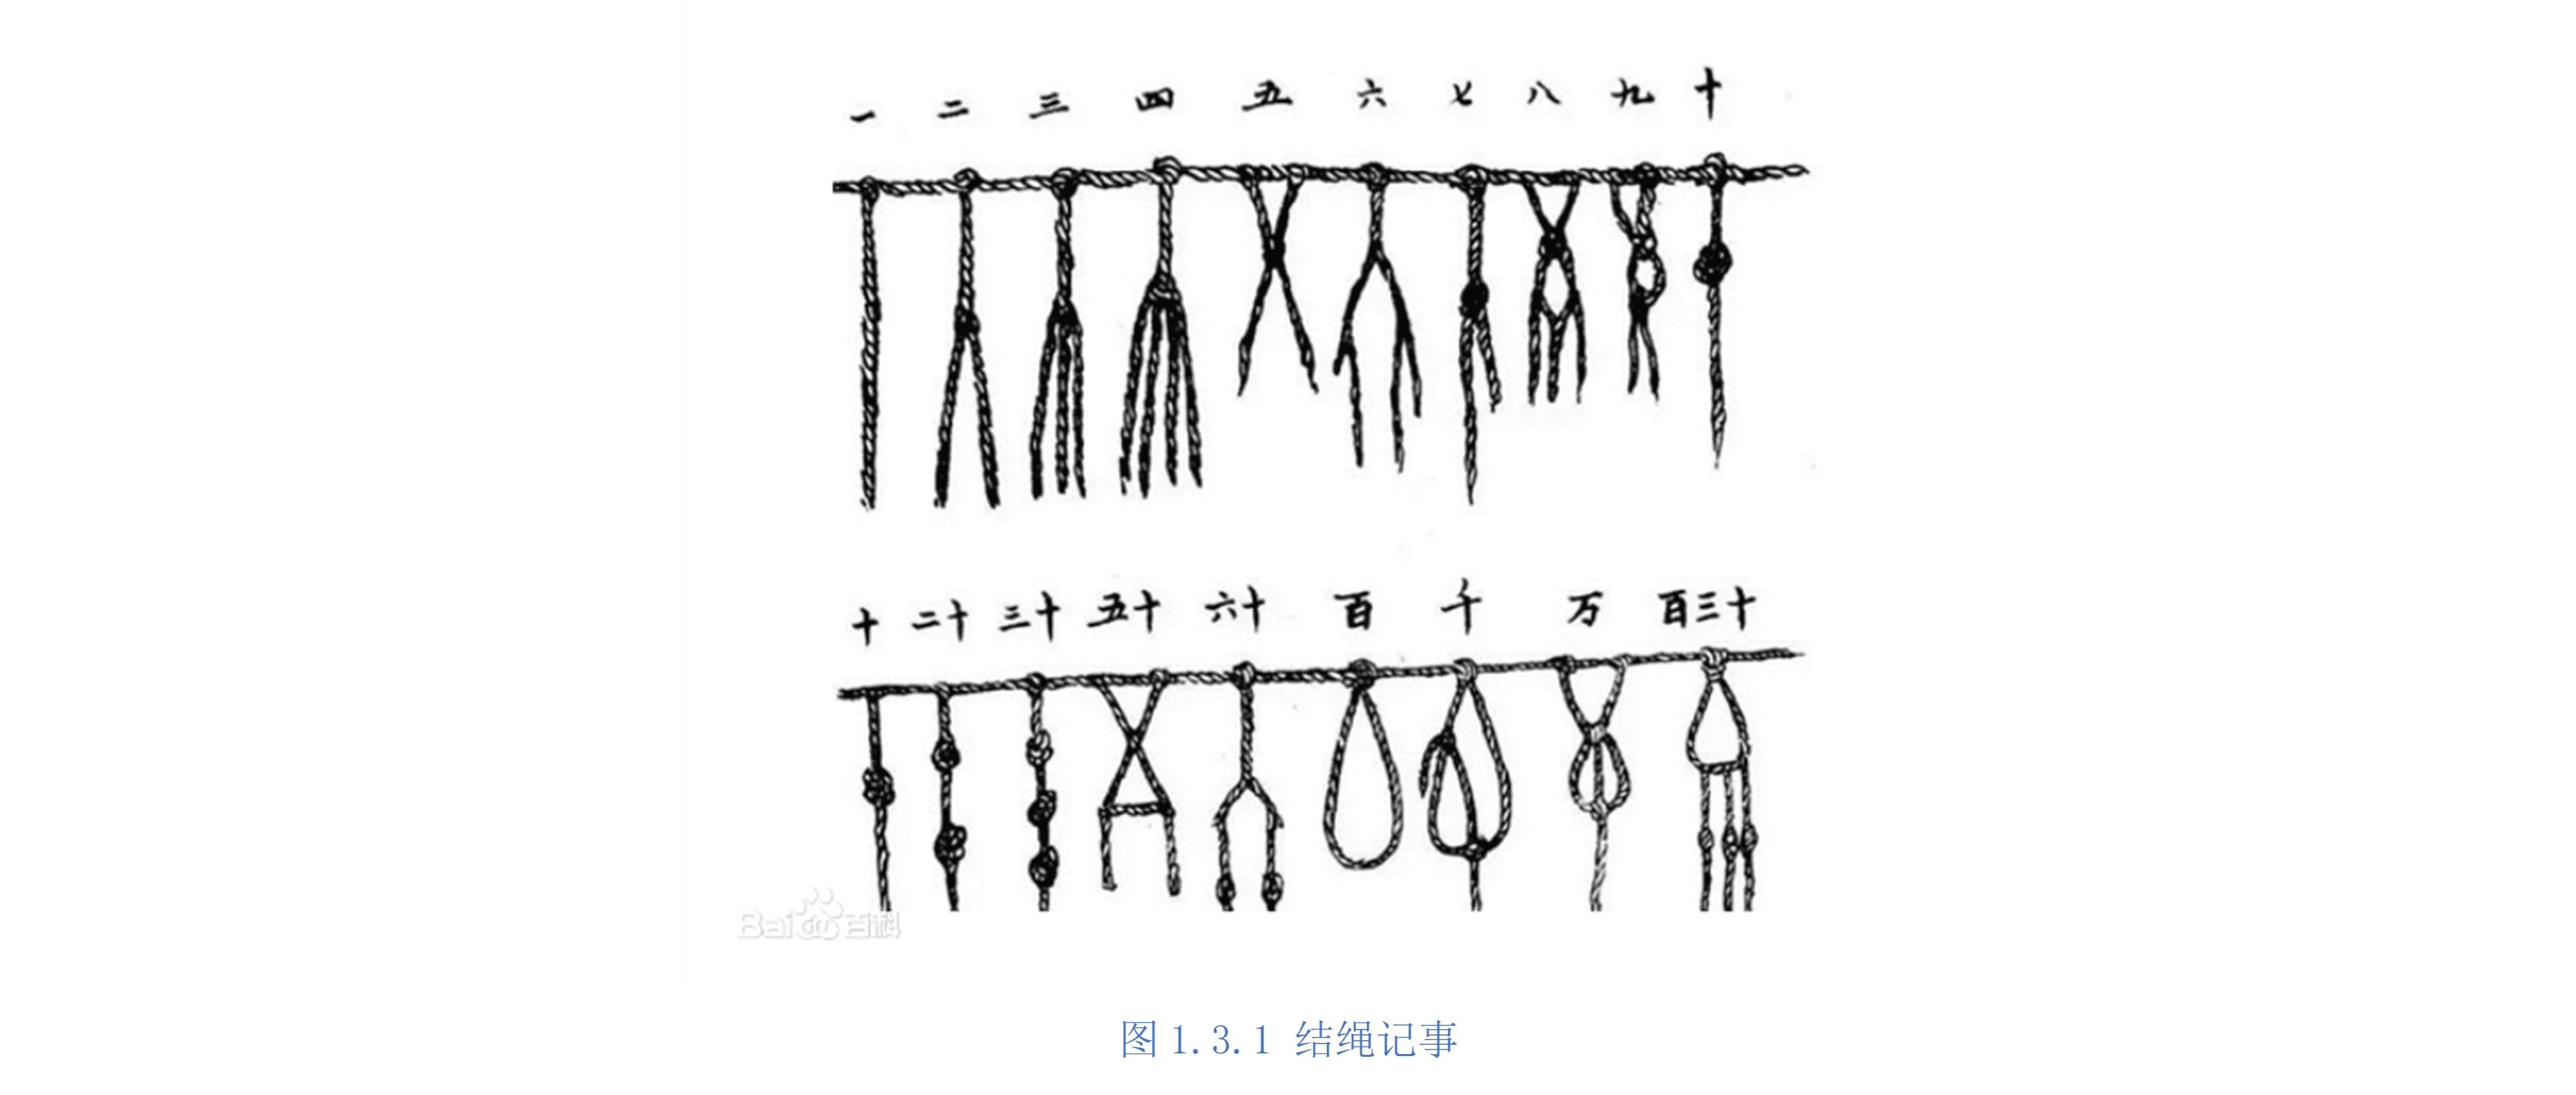 一 二 三 四 五 六 七 八 九 十
十 二十 三十 五十 六十 百 千 万 百三十
Bai百科
图 1.3.1 结绳记事